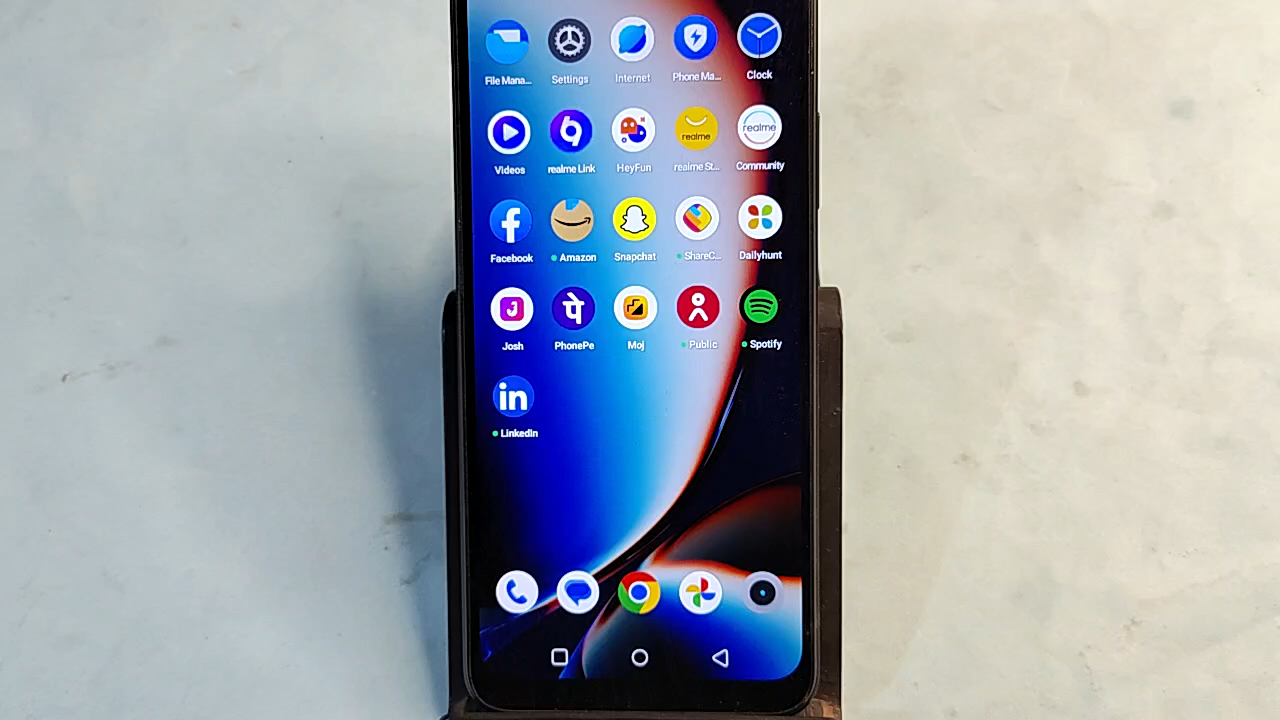 File Mana... Settings Internet Phone Ma... Clock
realme realme
Videos realme Link HeyFun realme St... Community
f
Facebook Amazon Snapchat ShareC... Dailyhunt
J पे
Josh PhonePe Moj Public Spotify
in
LinkedIn